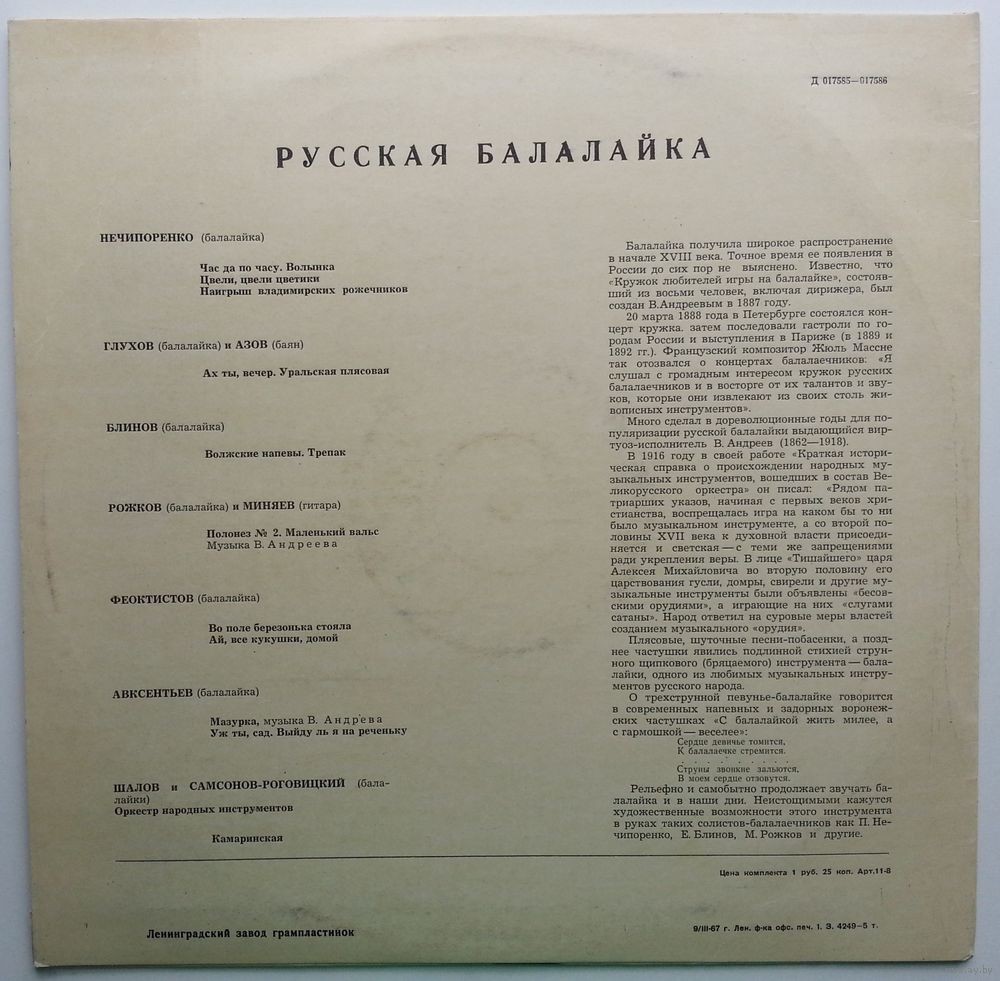 Д 017585—017586
РУССКАЯ БАЛАЛАЙКА
НЕЧИПОРЕНКО (балалайка)
Час да по часу. Волынка
Цвели, цвели цветики
Наигрыш владимирских рожечников
ГЛУХОВ (балалайка) и АЗОВ (баян)
Ах ты, вечер. Уральская плясовая
БЛИНОВ (балалайка)
Волжские напевы. Трепак
РОЖКОВ (балалайка) и МИНЯЕВ (гитара)
Полонез № 2. Маленький вальс
Музыка В. Андреева
ФЕОКТИСТОВ (балалайка)
Во поле березонька стояла
Ай, все кукушки, домой
АВКСЕНТЬЕВ (балалайка)
Мазурка, музыка В. Андрева
Уж ты, сад. Выйду ль я на реченьку
ШАЛОВ и САМСОНОВ-РОГОВИЦКИЙ (бала-
лайки)
Оркестр народных инструментов
Камаринская
Балалайка получила широкое распространение
в начале XVIII века. Точное время ее появления в
России до сих пор не выяснено. Известно, что
«Кружок любителей игры на балалайке», состояв-
ший из восьми человек, включая дирижера, был
создан В.Андреевым в 1887 году.
20 марта 1888 года в Петербурге состоялся кон-
церт кружка. затем последовали гастроли по го-
родам России и выступления в Париже (в 1889 и
1892 гг.). Французский композитор Жюль Массне
так отозвался о концертах балалаечников: «Я
слушал с громадным интересом кружок русских
балалаечников и в восторге от их талантов и зву-
ков, которые они извлекают из своих столь жи-
вописных инструментов».
Много сделал в дореволюционные годы для по-
пуляризации русской балалайки выдающийся вир-
туоз-исполнитель В. Андреев (1862—1918).
В 1916 году в своей работе «Краткая истори-
ческая справка о происхождении народных му-
зыкальных инструментов, вошедших в состав Ве-
ликорусского оркестра» он писал: «Рядом па-
триарших указов, начиная с первых веков хри-
стианства, воспрещалась игра на каком бы то ни
было музыкальном инструменте, а со второй по-
ловины XVII века к духовной власти присоеди-
няется и светская — с теми же запрещениями
ради укрепления веры. В лице «Тишайшего» царя
Алексея Михайловича во вторую половину его
царствования гусли, домры, свирели и другие му-
зыкальные инструменты были объявлены «бесов-
скими орудиями», а играющие на них «слугами
сатаны». Народ ответил на суровые меры властей
созданием музыкального «орудия».
Плясовые, шуточные песни-побасенки, а позд-
нее частушки явились подлинной стихией струн-
ного щипкового (бряцаемого) инструмента — бала-
лайки, одного из любимых музыкальных инстру-
ментов русского народа.
О трехструнной певунье-балалайке говорится
в современных напевных и задорных воронеж-
ских частушках «С балалайкой жить милее, а
с гармошкой — веселее»:
Сердце девичье томится,
К балалаечке стремится.
. . . . . . . . .
Струны звонкие зальются,
В моем сердце отзовутся.
Рельефно и самобытно продолжает звучать ба-
лалайка и в наши дни. Неистощимыми кажутся
художественные возможности этого инструмента
в руках таких солистов-балалаечников как П. Не-
чипоренко, Е. Блинов, М. Рожков и другие.
Цена комплекта 1 руб. 25 коп. Арт.11-8
Ленинградский завод грампластинок
9/III-67 г. Лен. ф-ка офс. печ. 1. З. 4249—5 т.